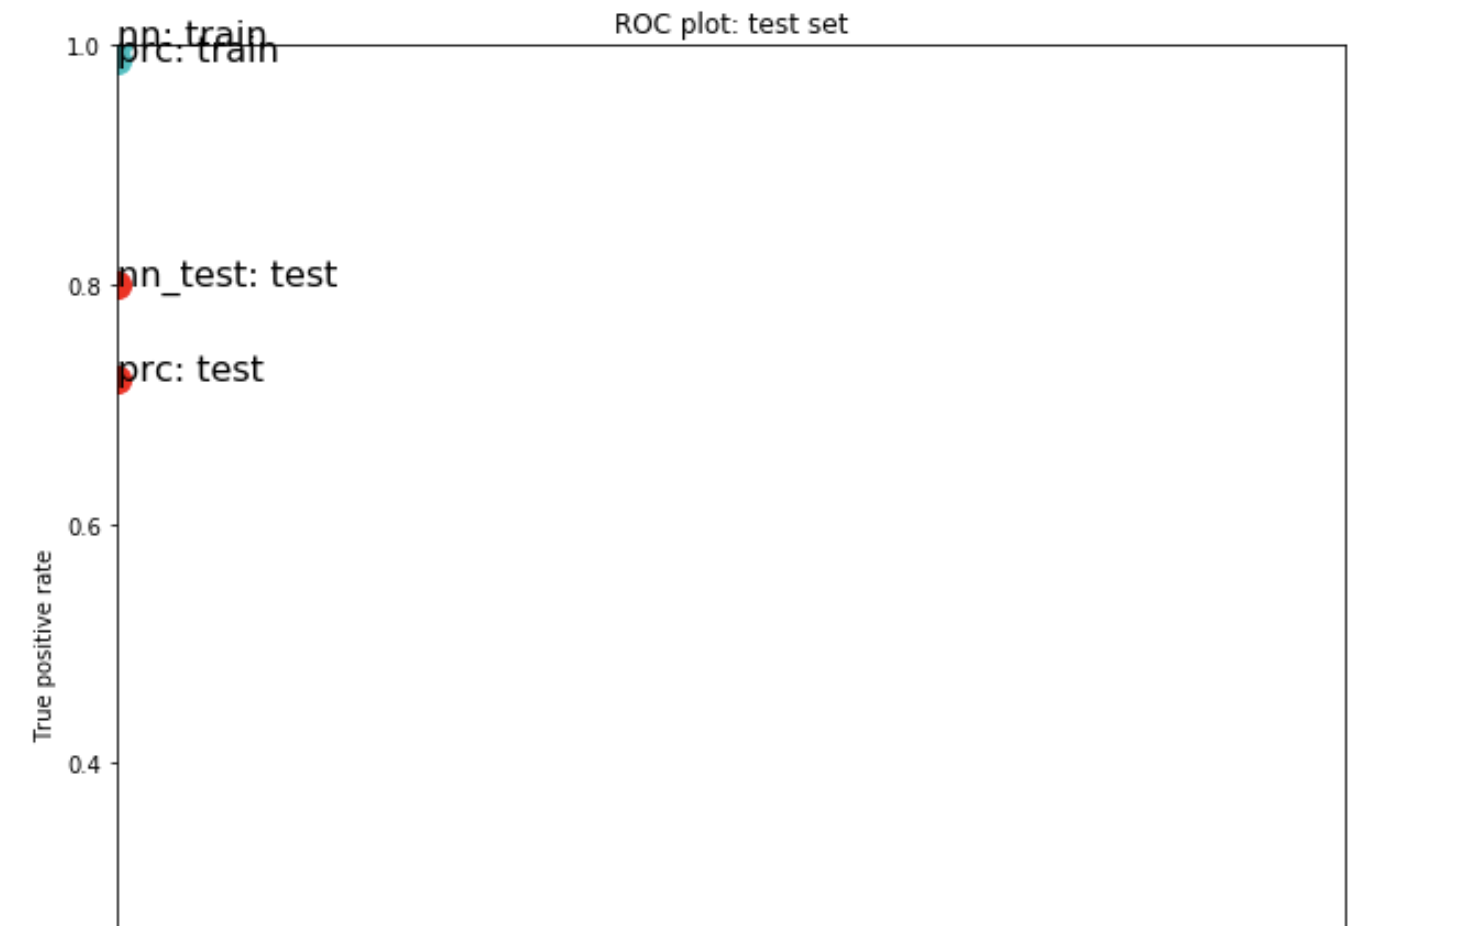 ROC plot: test set
nn: train
prc: train
1.0
nn_test: test
0.8
prc: test
0.6
True positive rate
0.4